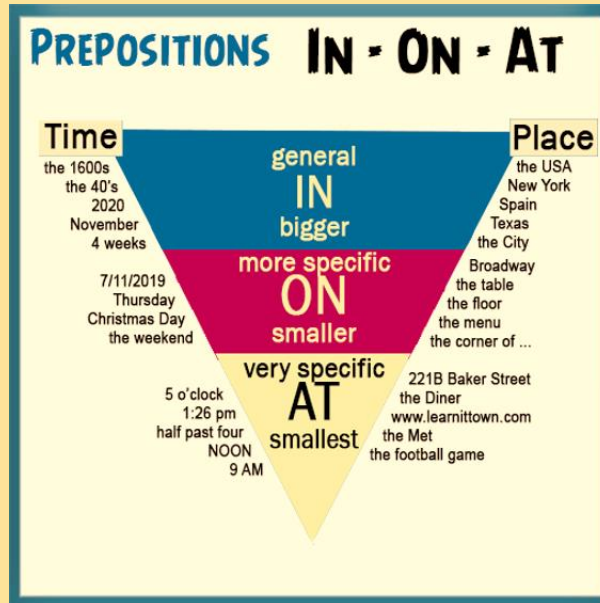 PREPOSITIONS IN - ON - AT
Time
the 1600s
the 40's
2020
November
4 weeks
7/11/2019
Thursday
Christmas Day
the weekend
5 o'clock
1:26 pm
half past four
NOON
9 AM
general
IN
bigger
more specific
ON
smaller
very specific
AT
smallest
Place
the USA
New York
Spain
Texas
the City
Broadway
the table
the floor
the menu
the corner of ...
221B Baker Street
the Diner
www.learnittown.com
the Met
the football game